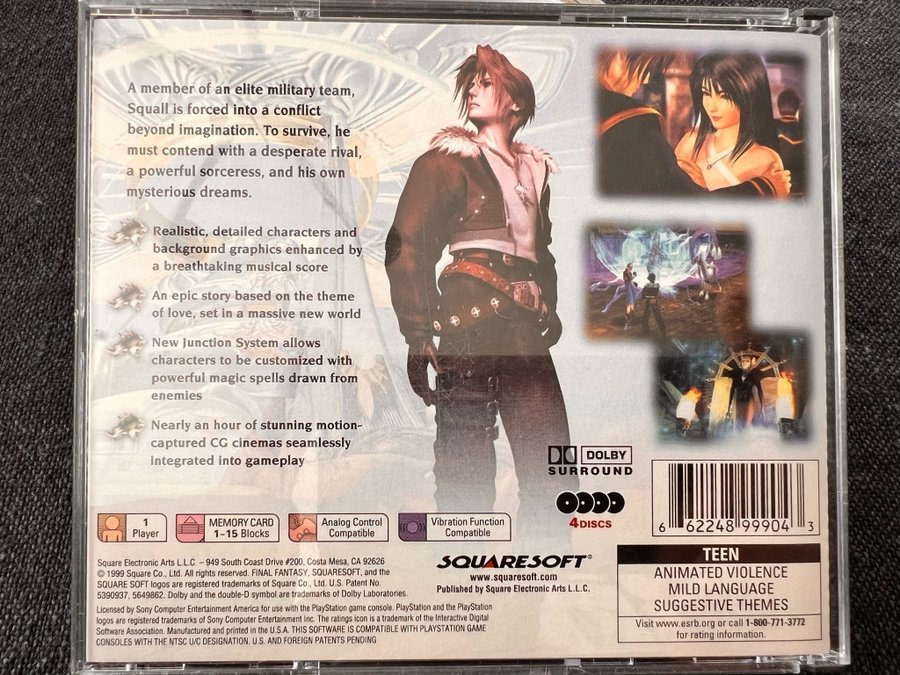 A member of an elite military team,
Squall is forced into a conflict
beyond imagination. To survive, he
must contend with a desperate rival,
a powerful sorceress, and his own
mysterious dreams.
Realistic, detailed characters and
background graphics enhanced by
a breathtaking musical score
An epic story based on the theme
of love, set in a massive new world
New Junction System allows
characters to be customized with
powerful magic spells drawn from
enemies
Nearly an hour of stunning motion-
captured CG cinemas seamlessly
integrated into gameplay
DOLBY
SURROUND
4 DISCS
6 62248 99904 3
1
Player
MEMORY CARD
1~15 Blocks
Analog Control
Compatible
Vibration Function
Compatible
Square Electronic Arts L.L.C. – 949 South Coast Drive #200, Costa Mesa, CA 92626
© 1999 Square Co., Ltd. All rights reserved. FINAL FANTASY, SQUARESOFT, and the
SQUARE SOFT logos are registered trademarks of Square Co., Ltd. U.S. Patent No.
5390937, 5649862. Dolby and the double-D symbol are trademarks of Dolby Laboratories.
Licensed by Sony Computer Entertainment America for use with the PlayStation game console. PlayStation and the PlayStation
logos are registered trademarks of Sony Computer Entertainment Inc. The ratings icon is a trademark of the Interactive Digital
Software Association. Manufactured and printed in the U.S.A. THIS SOFTWARE IS COMPATIBLE WITH PLAYSTATION GAME
CONSOLES WITH THE NTSC U/C DESIGNATION. U.S. AND FOREIGN PATENTS PENDING
SQUARESOFT®
www.squaresoft.com
Published by Square Electronic Arts L.L.C.
TEEN
ANIMATED VIOLENCE
MILD LANGUAGE
SUGGESTIVE THEMES
Visit www.esrb.org or call 1-800-771-3772
for rating information.